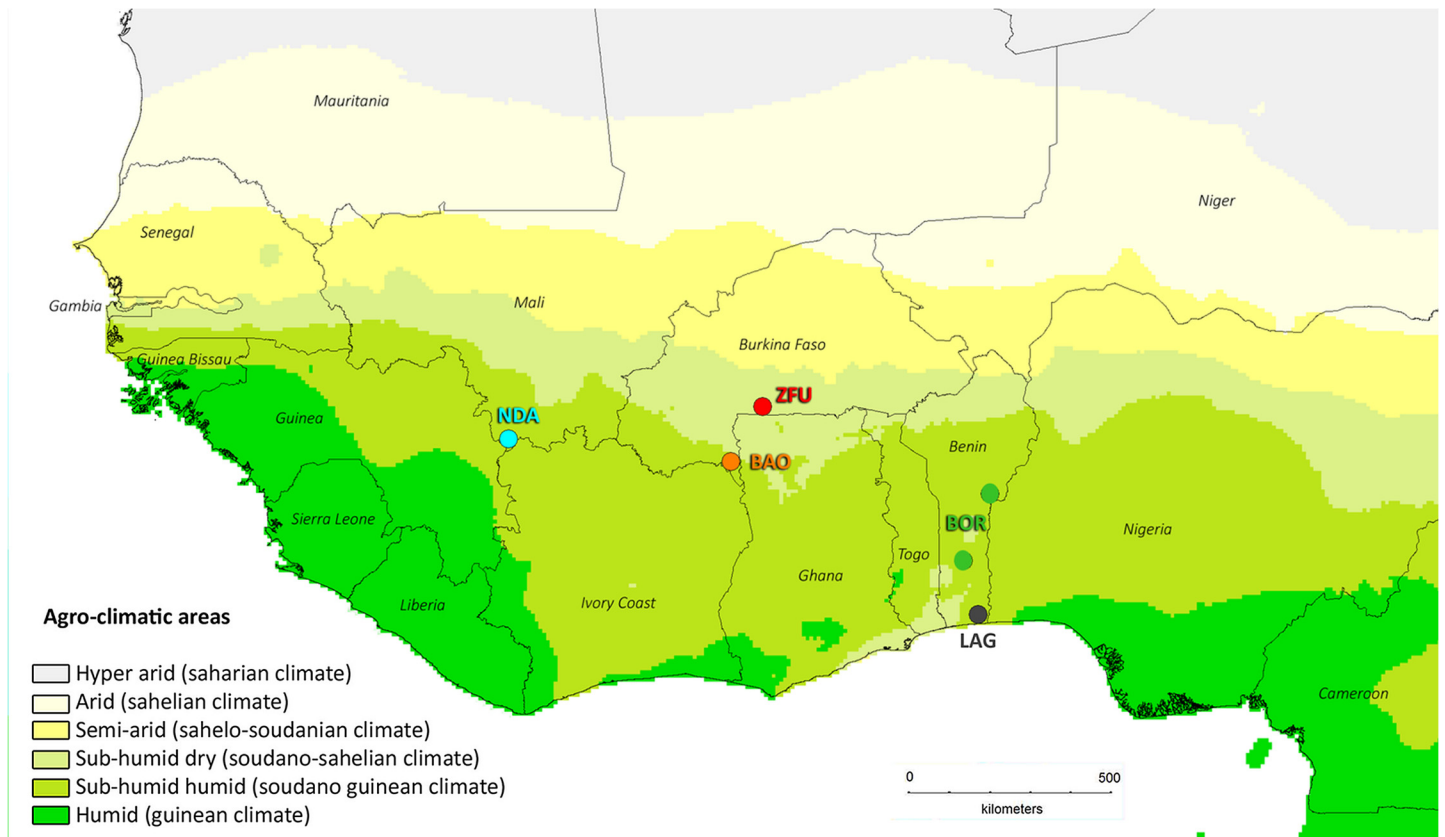 Mauritania
Niger
Senegal
Gambia
Mali
Burkina Faso
Guinea Bissau
ZFU
NDA
Guinea
Benin
BAO
BOR
Sierra Leone
Nigeria
Togo
Ghana
Liberia
Ivory Coast
LAG
Cameroon
Agro-climatic areas
Hyper arid (saharian climate)
Arid (sahelian climate)
Semi-arid (sahelo-soudanian climate)
Sub-humid dry (soudano-sahelian climate)
Sub-humid humid (soudano guinean climate)
Humid (guinean climate)
0 500
kilometers